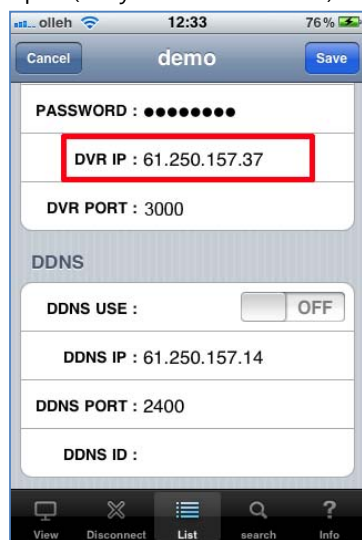 olleh 12:33 76%
Cancel demo Save
PASSWORD : ●●●●●●●●
DVR IP : 61.250.157.37
DVR PORT : 3000
DDNS
DDNS USE : OFF
DDNS IP : 61.250.157.14
DDNS PORT : 2400
DDNS ID :
View Disconnect List search Info